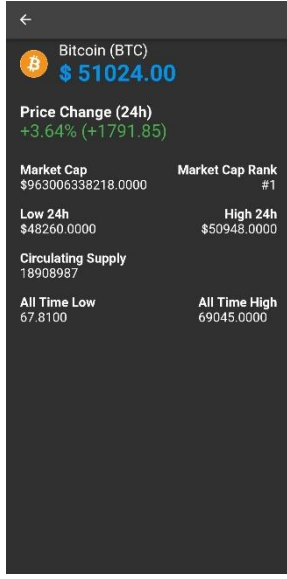 Bitcoin (BTC)
$ 51024.00
Price Change (24h)
+3.64% (+1791.85)
Market Cap Market Cap Rank
$963006338218.0000 #1
Low 24h High 24h
$48260.0000 $50948.0000
Circulating Supply
18908987
All Time Low All Time High
67.8100 69045.0000